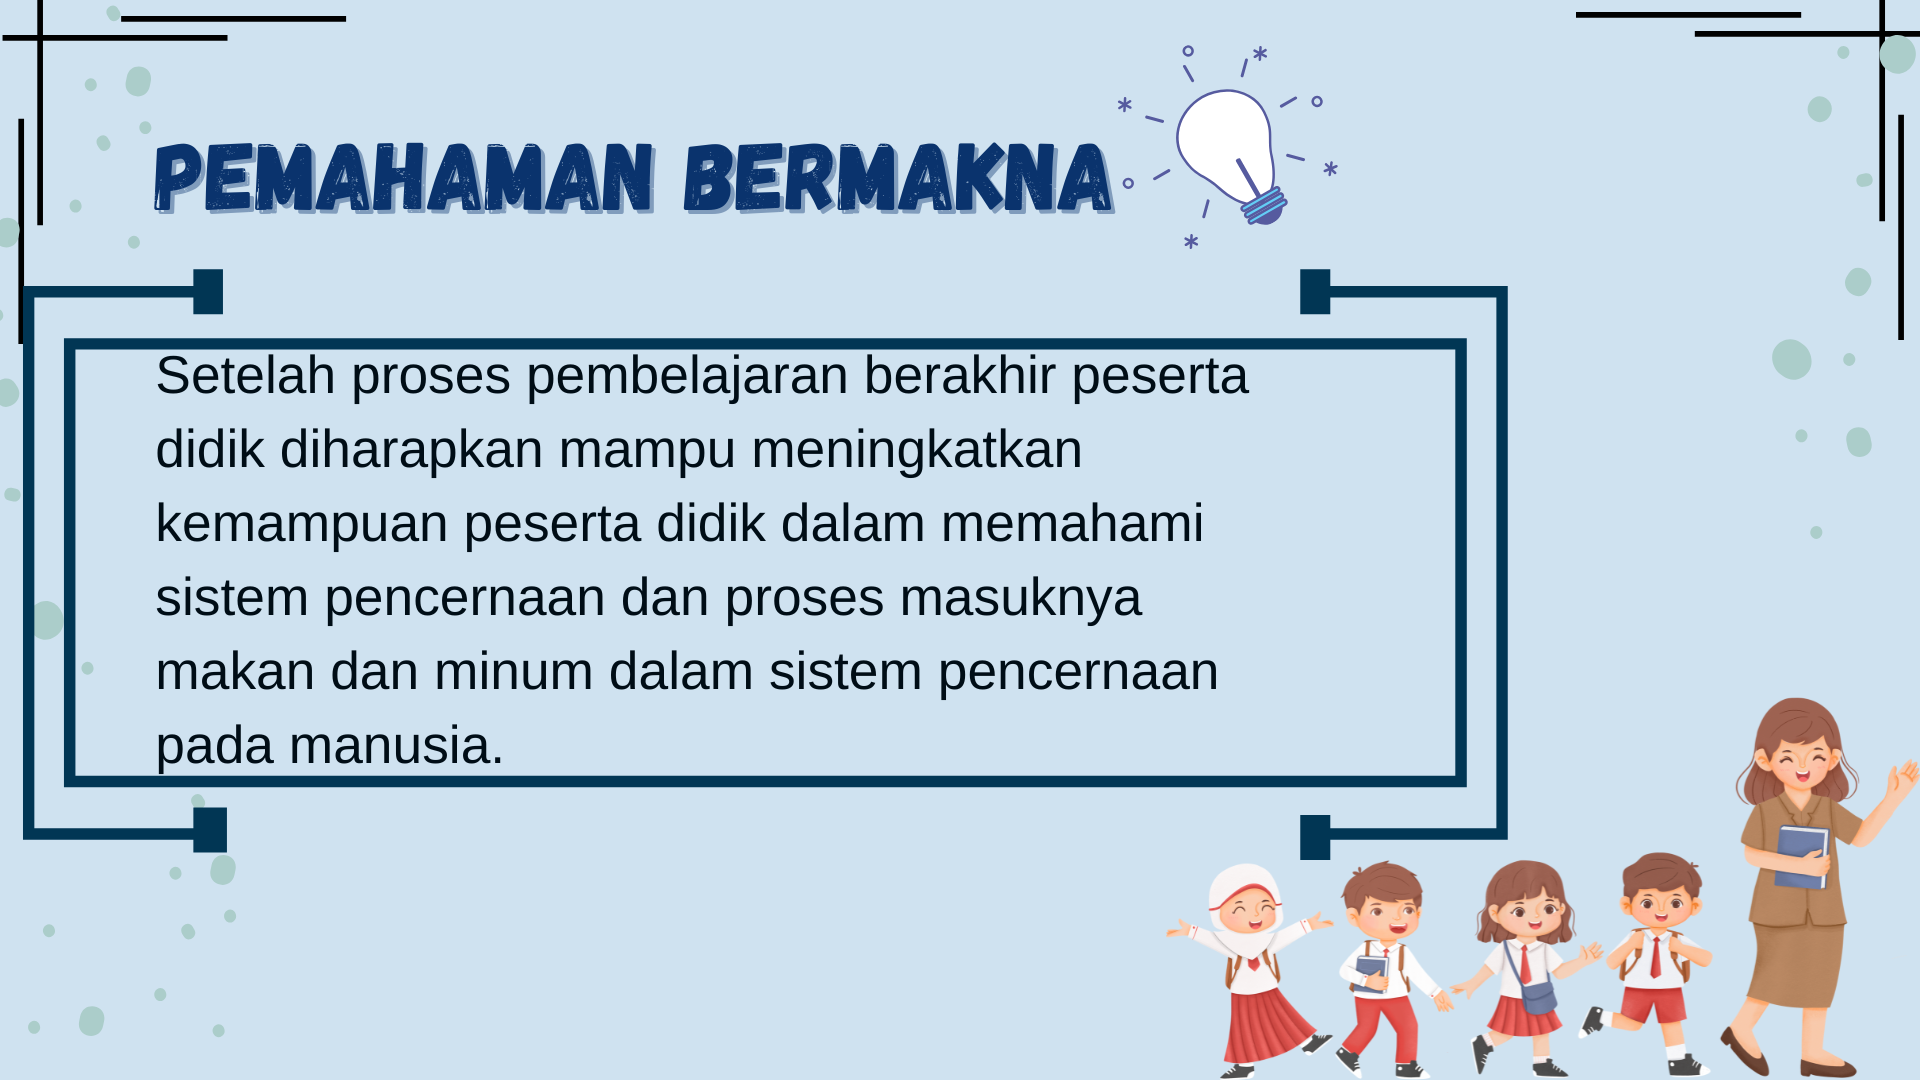 PEMAHAMAN BERMAKNA
Setelah proses pembelajaran berakhir peserta
didik diharapkan mampu meningkatkan
kemampuan peserta didik dalam memahami
sistem pencernaan dan proses masuknya
makan dan minum dalam sistem pencernaan
pada manusia.